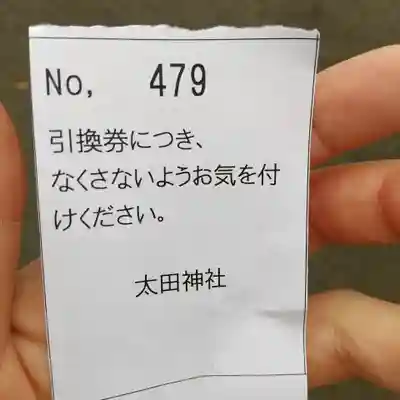 No, 479
引換券につき、
なくさないようお気を付
けください。
太田神社